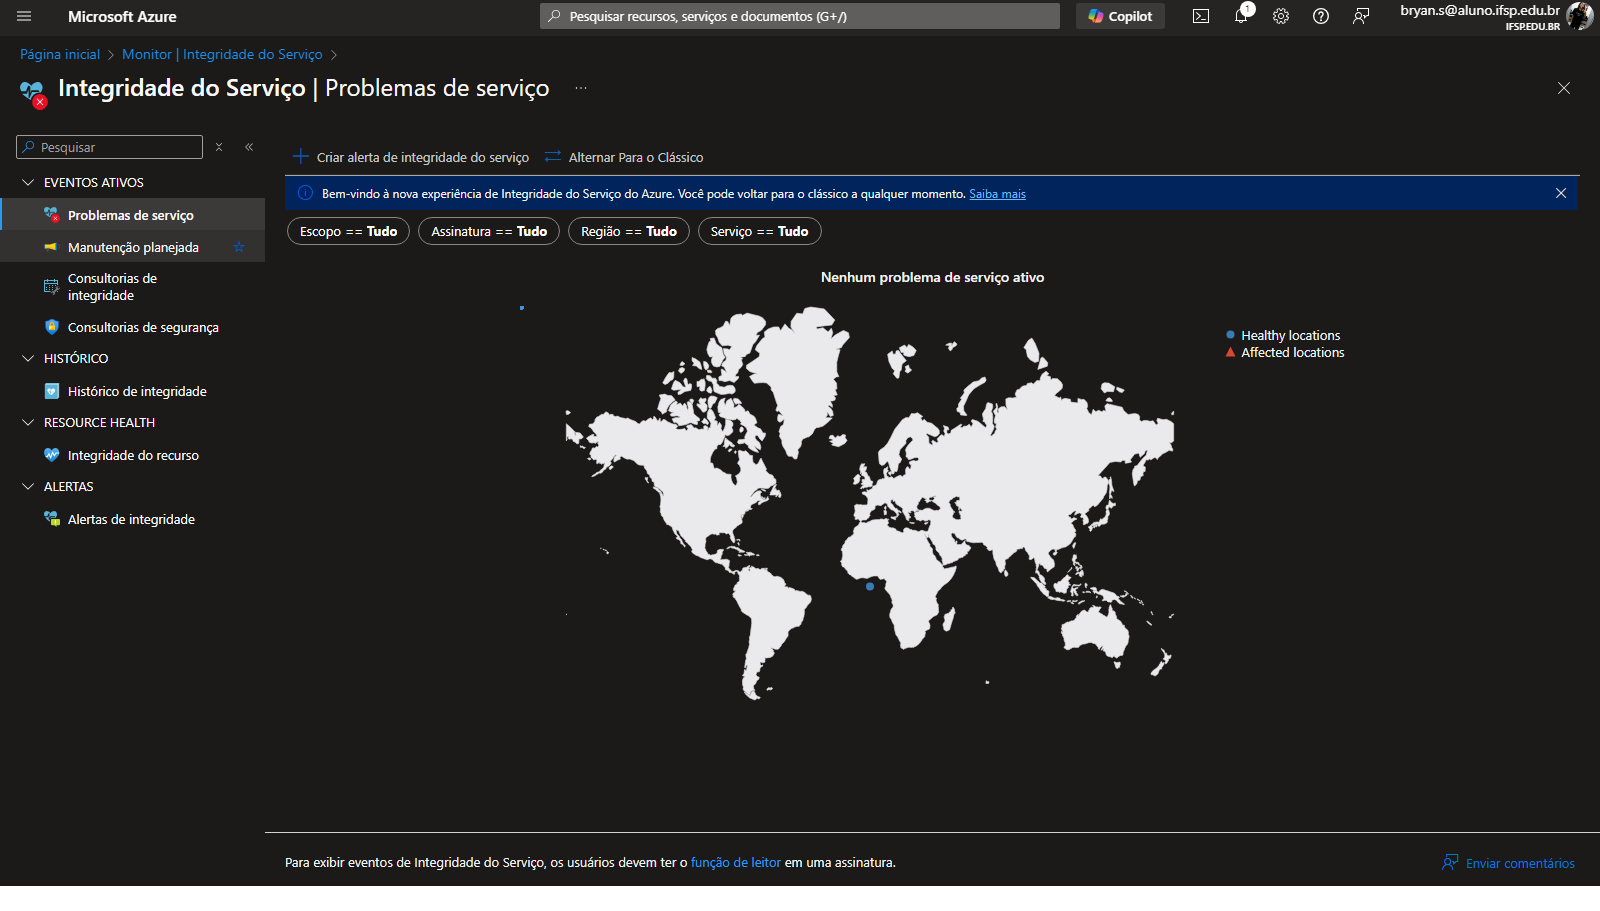 Microsoft Azure
Pesquisar recursos, serviços e documentos (G+/)
Copilot
1
bryan.s@aluno.ifsp.edu.br
IFSP.EDU.BR
Página inicial > Monitor | Integridade do Serviço >
Integridade do Serviço | Problemas de serviço ...
Pesquisar
EVENTOS ATIVOS
Problemas de serviço
Manutenção planejada
Consultorias de
integridade
Consultorias de segurança
HISTÓRICO
Histórico de integridade
RESOURCE HEALTH
Integridade do recurso
ALERTAS
Alertas de integridade
Criar alerta de integridade do serviço
Alternar Para o Clássico
Bem-vindo à nova experiência de Integridade do Serviço do Azure. Você pode voltar para o clássico a qualquer momento. Saiba mais
Escopo == Tudo
Assinatura == Tudo
Região == Tudo
Serviço == Tudo
Nenhum problema de serviço ativo
Healthy locations
Affected locations
Para exibir eventos de Integridade do Serviço, os usuários devem ter o função de leitor em uma assinatura.
Enviar comentários